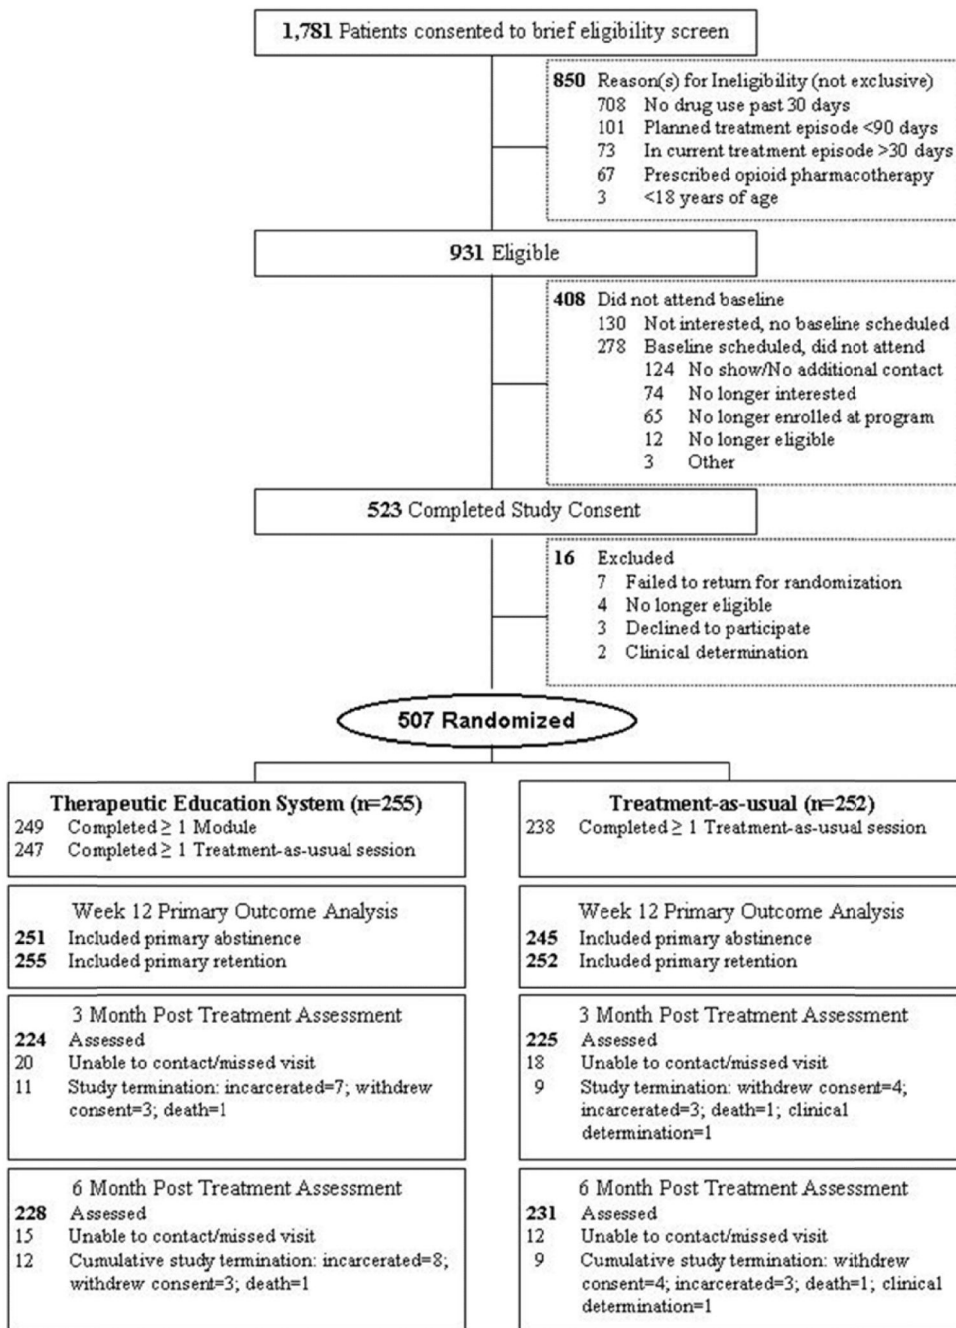 1,781 Patients consented to brief eligibility screen
850 Reason(s) for Ineligibility (not exclusive)
708 No drug use past 30 days
101 Planned treatment episode <90 days
73 In current treatment episode >30 days
67 Prescribed opioid pharmacotherapy
3 <18 years of age
931 Eligible
408 Did not attend baseline
130 Not interested, no baseline scheduled
278 Baseline scheduled, did not attend
124 No show/No additional contact
74 No longer interested
65 No longer enrolled at program
12 No longer eligible
3 Other
523 Completed Study Consent
16 Excluded
7 Failed to return for randomization
4 No longer eligible
3 Declined to participate
2 Clinical determination
507 Randomized
Therapeutic Education System (n=255)
249 Completed ≥ 1 Module
247 Completed ≥ 1 Treatment-as-usual session
Week 12 Primary Outcome Analysis
251 Included primary abstinence
255 Included primary retention
3 Month Post Treatment Assessment
224 Assessed
20 Unable to contact/missed visit
11 Study termination: incarcerated=7; withdrew
consent=3; death=1
6 Month Post Treatment Assessment
228 Assessed
15 Unable to contact/missed visit
12 Cumulative study termination: incarcerated=8;
withdrew consent=3; death=1
Treatment-as-usual (n=252)
238 Completed ≥ 1 Treatment-as-usual session
Week 12 Primary Outcome Analysis
245 Included primary abstinence
252 Included primary retention
3 Month Post Treatment Assessment
225 Assessed
18 Unable to contact/missed visit
9 Study termination: withdrew consent=4;
incarcerated=3; death=1; clinical
determination=1
6 Month Post Treatment Assessment
231 Assessed
12 Unable to contact/missed visit
9 Cumulative study termination: withdrew
consent=4; incarcerated=3; death=1; clinical
determination=1